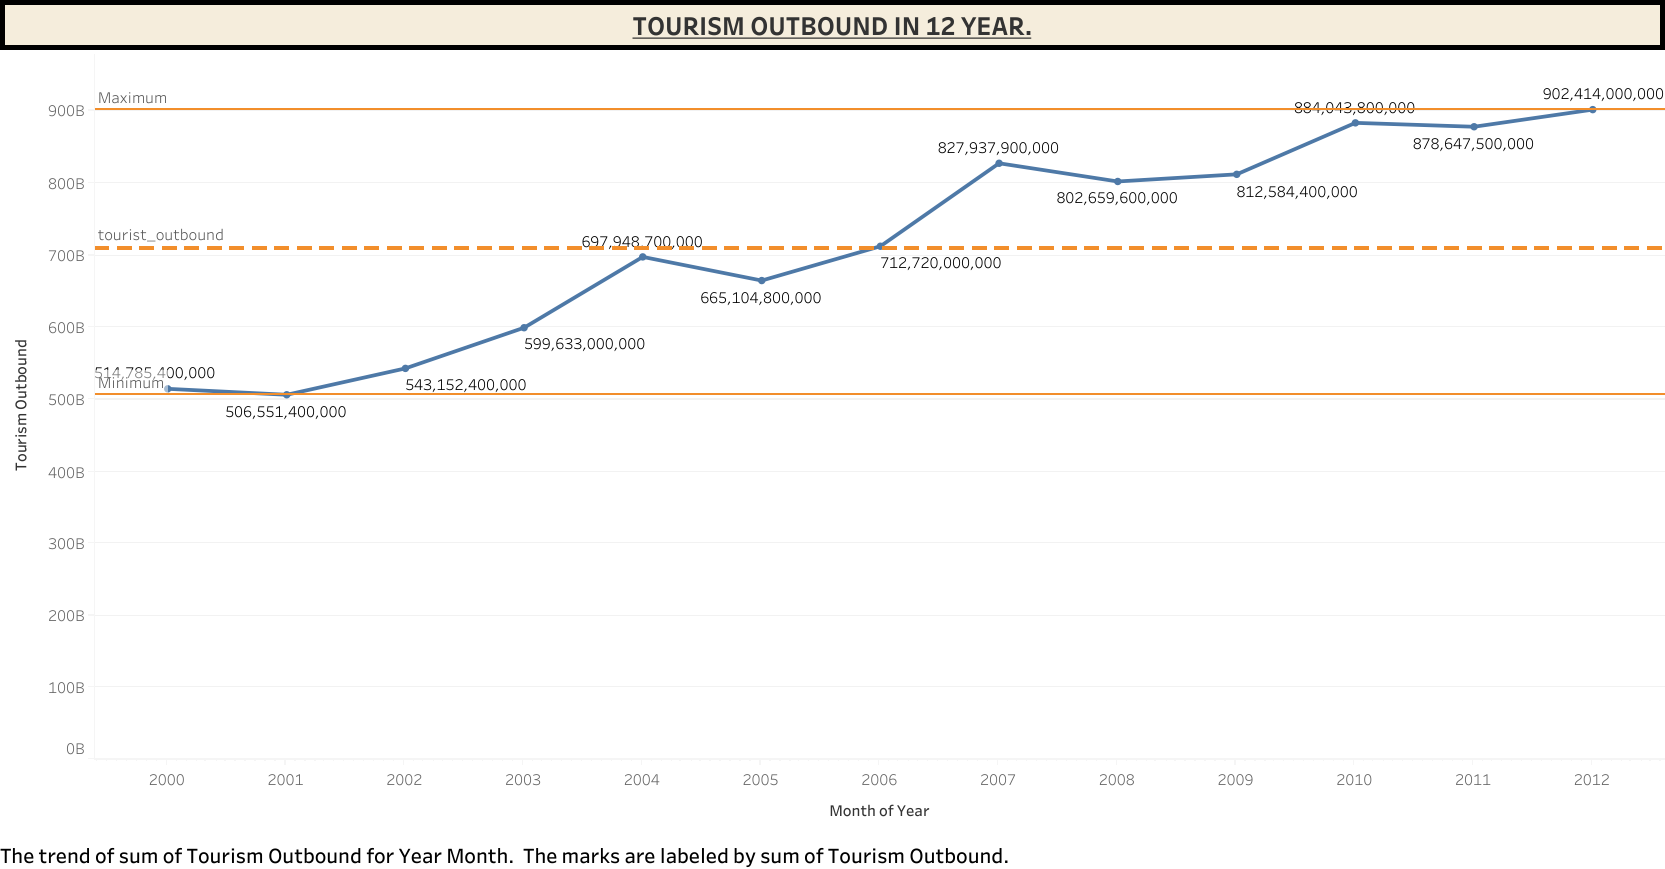 TOURISM OUTBOUND IN 12 YEAR.
Maximum
902,414,000,000
900B
884,043,800,000
878,647,500,000
827,937,900,000
800B
802,659,600,000
812,584,400,000
tourist_outbound
697,948,700,000
700B
712,720,000,000
665,104,800,000
600B
599,633,000,000
514,785,400,000
Minimum
543,152,400,000
500B
506,551,400,000
400B
300B
200B
100B
0B
Tourism Outbound
2000 2001 2002 2003 2004 2005 2006 2007 2008 2009 2010 2011 2012
Month of Year
The trend of sum of Tourism Outbound for Year Month.  The marks are labeled by sum of Tourism Outbound.